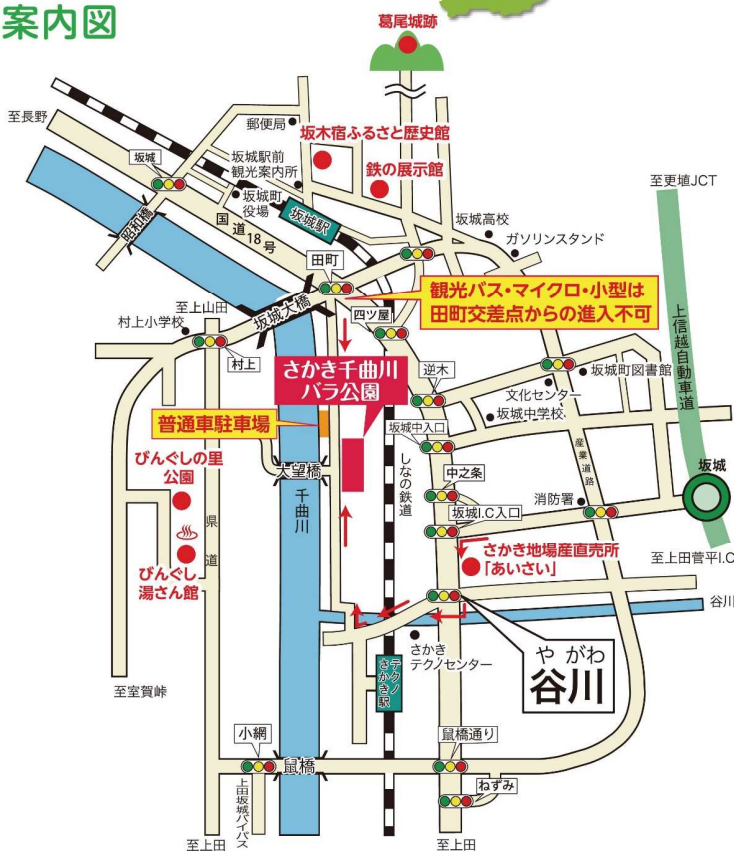 案内図
葛尾城跡
至長野
郵便局
坂木宿ふるさと歴史館
坂城
坂城駅前
観光案内所
鉄の展示館
至更埴JCT
坂城町
役場
昭和橋
国道18号
坂城駅
坂城高校
ガソリンスタンド
田町
観光バス・マイクロ・小型は
田町交差点からの進入不可
至上山田
坂城大橋
四ツ屋
村上小学校
村上
上信越自動車道
さかき千曲川
バラ公園
逆木
坂城町図書館
文化センター
坂城中学校
普通車駐車場
坂城中入口
びんぐしの里
公園
大望橋
しなの鉄道
中之条
産業道路
坂城
千曲川
県道
坂城I.C入口
消防署
びんぐし
湯さん館
さかき地場産直売所
「あいさい」
至上田菅平I.C
谷川
さかき
テクノセンター
やがわ
谷川
テクノ
さかき駅
至室賀峠
小網
鼠橋
鼠橋通り
ねずみ
上田坂城バイパス
至上田
至上田